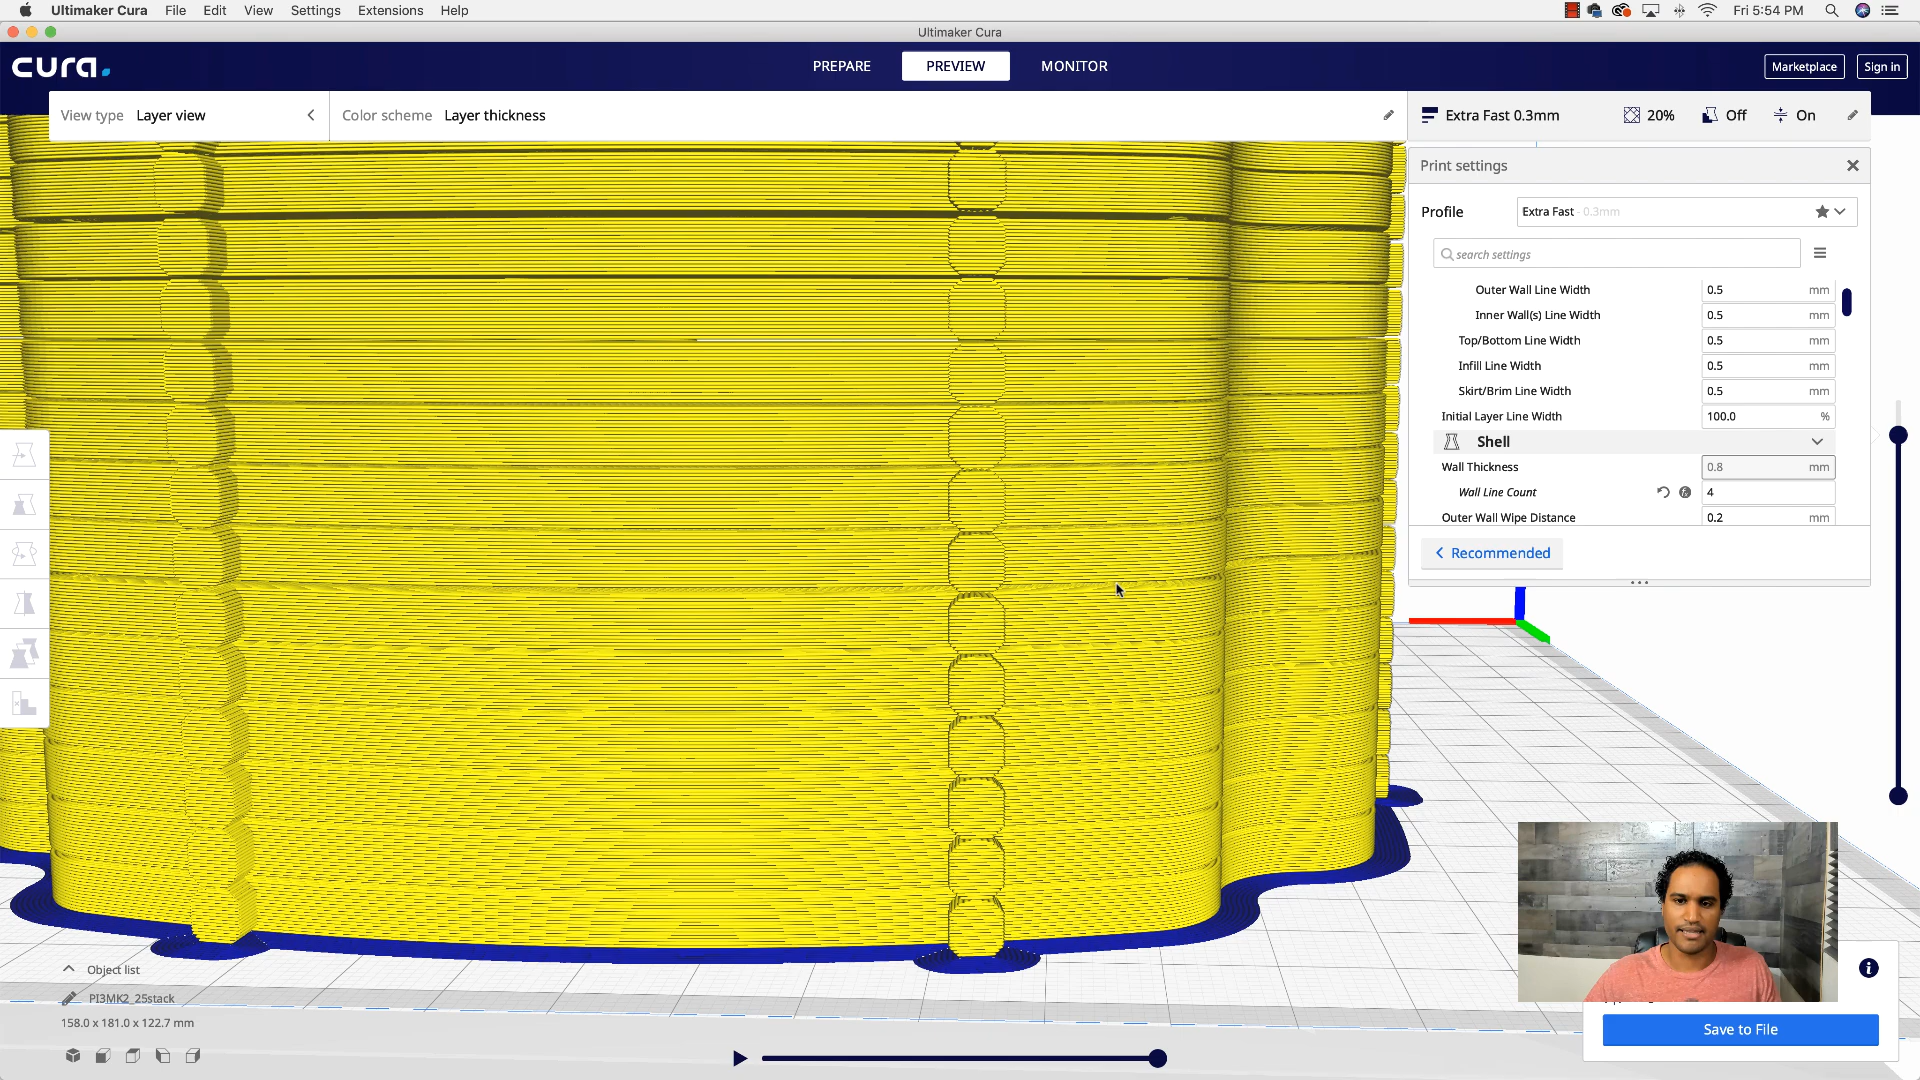 Ultimaker Cura File Edit View Settings Extensions Help Fri 5:54 PM
Ultimaker Cura
cura. PREPARE PREVIEW MONITOR Marketplace Sign in
View type Layer view Color scheme Layer thickness Extra Fast 0.3mm 20% Off On
Print settings
Profile Extra Fast - 0.3mm
search settings
Outer Wall Line Width 0.5 mm
Inner Wall(s) Line Width 0.5 mm
Top/Bottom Line Width 0.5 mm
Infill Line Width 0.5 mm
Skirt/Brim Line Width 0.5 mm
Initial Layer Line Width 100.0 %
Shell
Wall Thickness 0.8 mm
Wall Line Count 4
Outer Wall Wipe Distance 0.2 mm
Recommended
Object list
PI3MK2_25stack
158.0 x 181.0 x 122.7 mm
Save to File